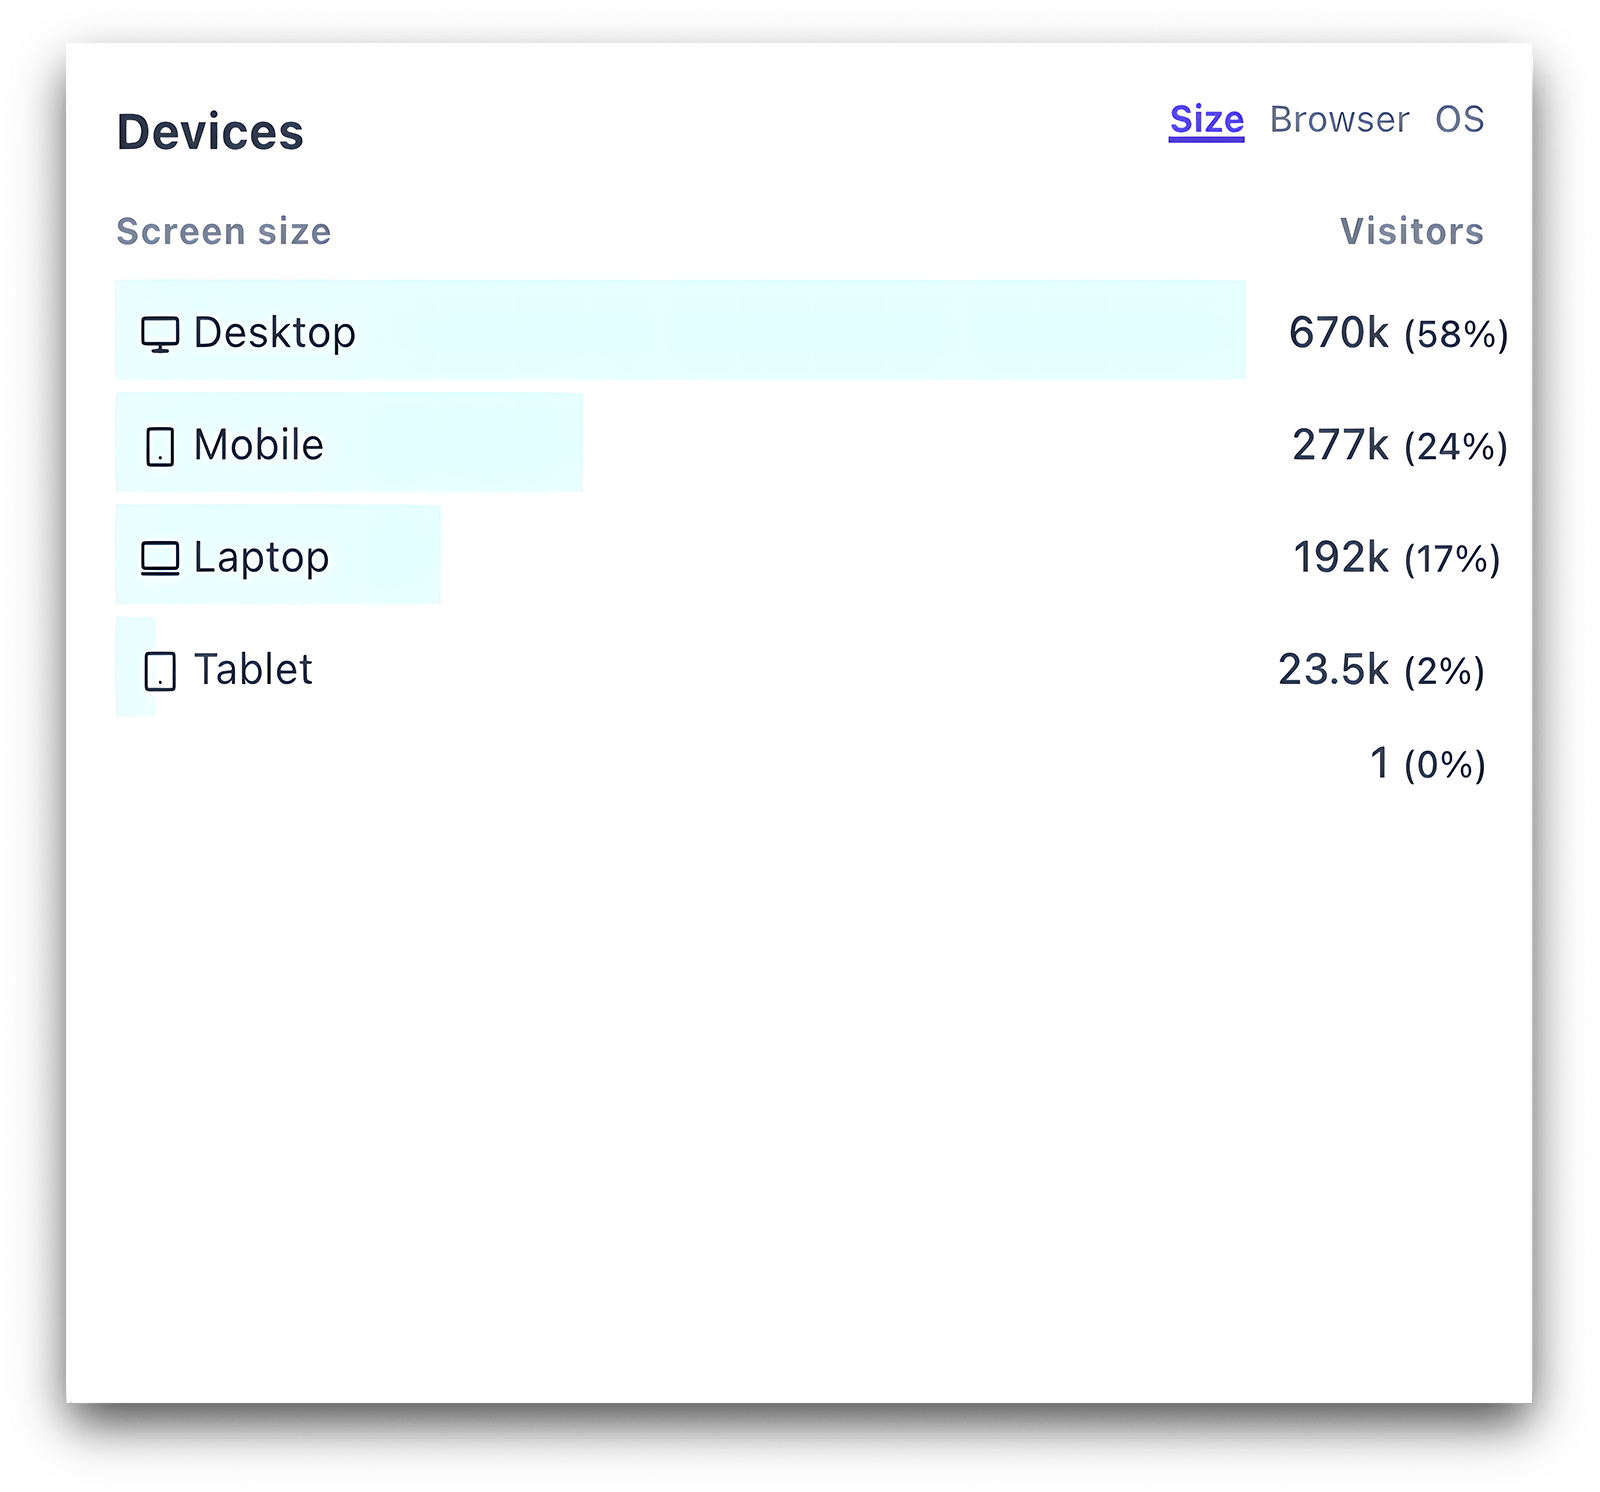 Devices Size Browser OS
Screen size Visitors
Desktop 670k (58%)
Mobile 277k (24%)
Laptop 192k (17%)
Tablet 23.5k (2%)
1 (0%)